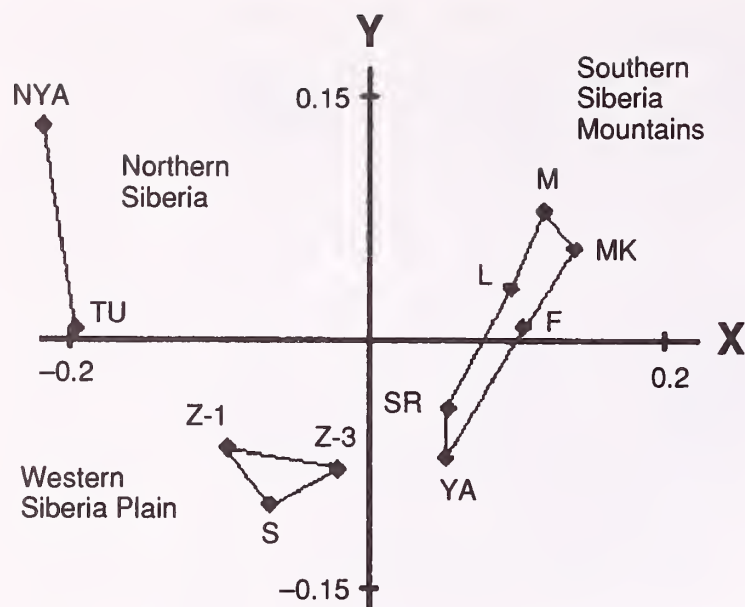 Y
NYA
0.15
Southern
Siberia
Mountains
Northern
Siberia
M
MK
L
TU
F
X
–0.2
0.2
SR
Z-1
Z-3
YA
Western
Siberia Plain
S
–0.15